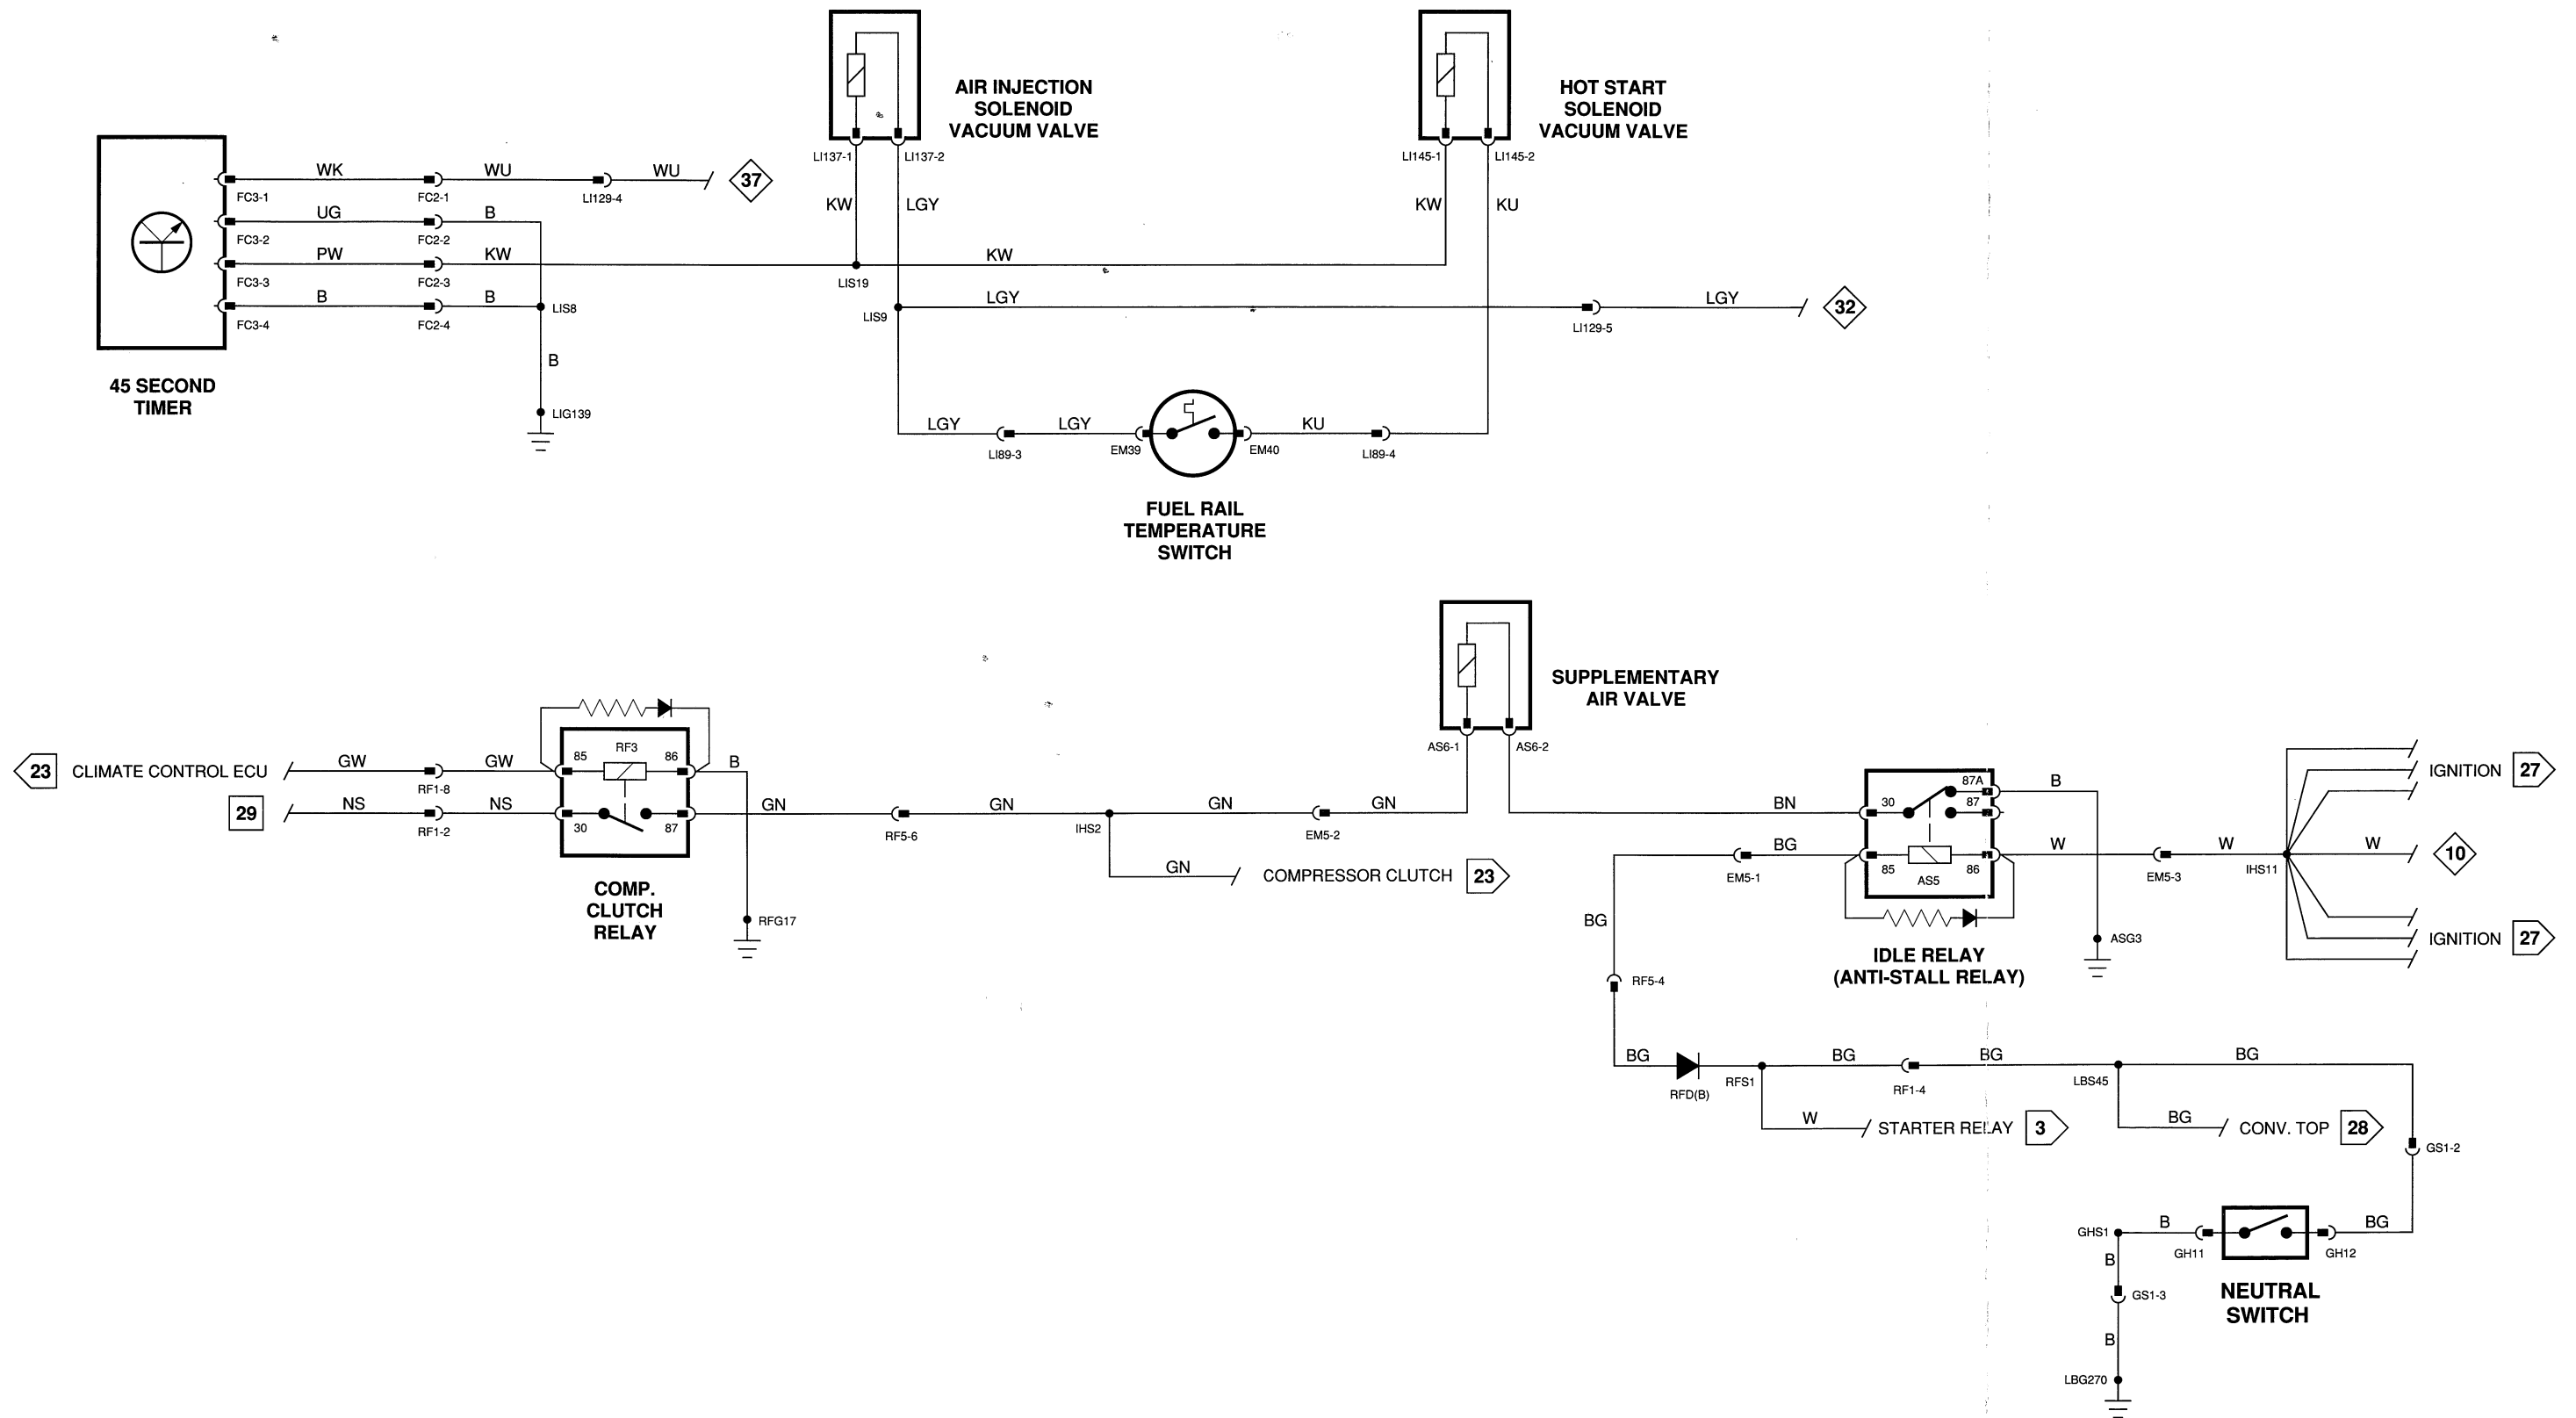 AIR INJECTION
SOLENOID
VACUUM VALVE
HOT START
SOLENOID
VACUUM VALVE
LI137-1
LI137-2
LI145-1
LI145-2
WK
WU
WU
37
FC3-1
FC2-1
LI129-4
KW
LGY
KW
KU
UG
B
FC3-2
FC2-2
PW
KW
KW
FC3-3
FC2-3
LIS19
B
B
LIS8
LGY
LGY
32
LIS9
FC3-4
FC2-4
LI129-5
B
45 SECOND
TIMER
LIG139
LGY
LGY
KU
LI89-3
EM39
EM40
LI89-4
FUEL RAIL
TEMPERATURE
SWITCH
SUPPLEMENTARY
AIR VALVE
AS6-1
AS6-2
85
RF3
86
23
CLIMATE CONTROL ECU
GW
GW
B
RF1-8
29
NS
NS
30
87
GN
GN
GN
GN
RF1-2
RF5-6
IHS2
EM5-2
GN
COMPRESSOR CLUTCH
23
COMP.
CLUTCH
RELAY
RFG17
BN
30
87A
87
B
IGNITION
27
BG
W
W
W
10
EM5-1
85
AS5
86
EM5-3
IHS11
BG
ASG3
IGNITION
27
IDLE RELAY
(ANTI-STALL RELAY)
RF5-4
BG
BG
BG
BG
RFD(B)
RFS1
RF1-4
LBS45
W
STARTER RELAY
3
BG
CONV. TOP
28
GS1-2
GHS1
B
BG
GH11
GH12
B
GS1-3
NEUTRAL
SWITCH
B
LBG270